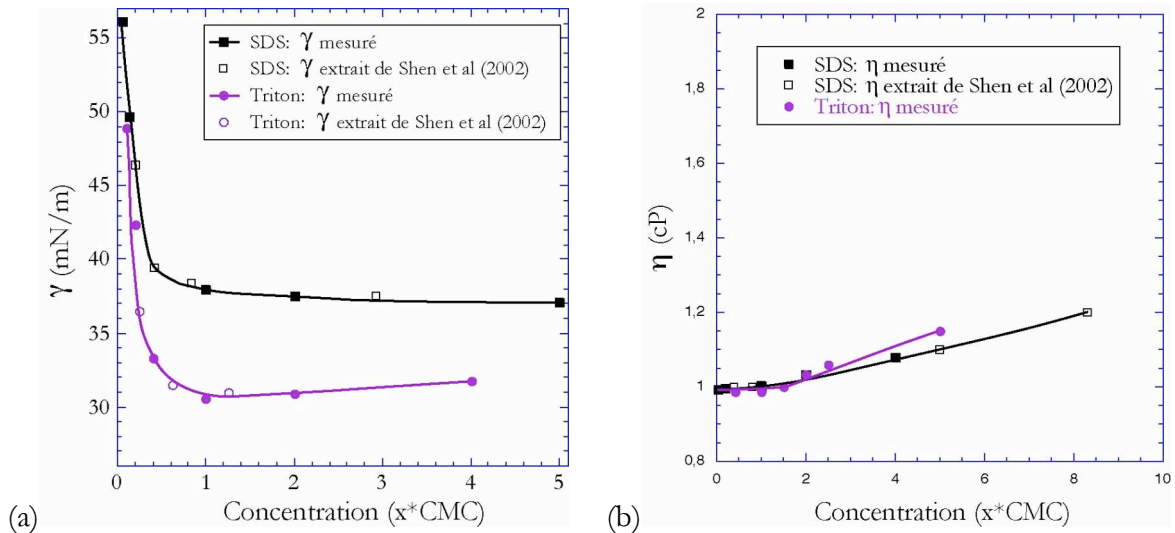 55
50
45
40
35
30
γ (mN/m)
SDS: γ mesuré
SDS: γ extrait de Shen et al (2002)
Triton: γ mesuré
Triton: γ extrait de Shen et al (2002)
0 1 2 3 4 5
Concentration (x*CMC)
(a)
2
1,8
1,6
1,4
1,2
1
0,8
η (cP)
SDS: η mesuré
SDS: η extrait de Shen et al (2002)
Triton: η mesuré
0 2 4 6 8 10
Concentration (x*CMC)
(b)